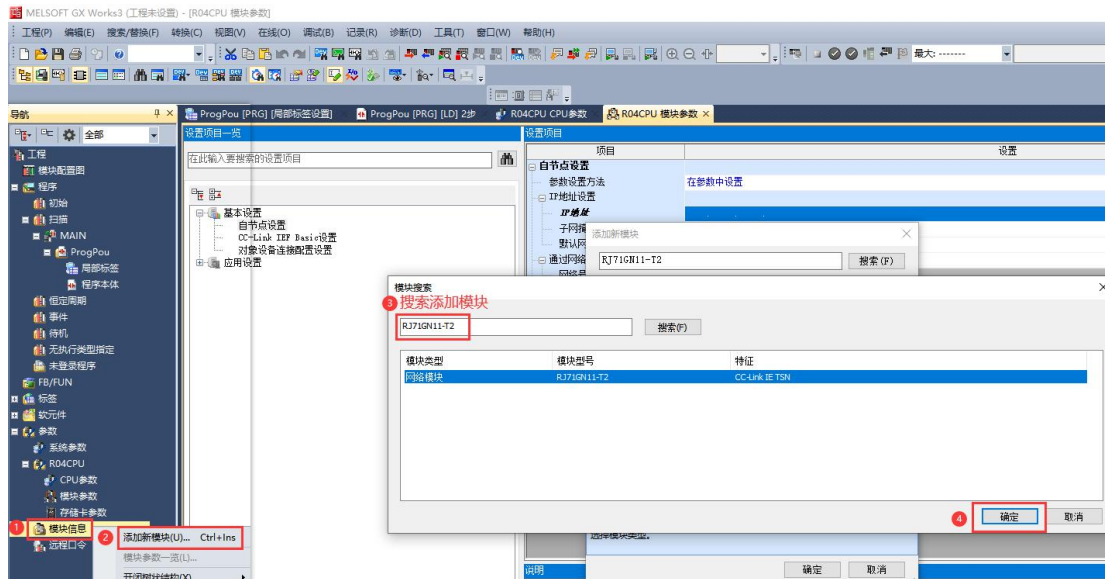 MELSOFT GX Works3 (工程未设置) - [R04CPU 模块参数]
工程(P) 编辑(E) 搜索/替换(F) 转换(C) 视图(V) 在线(O) 调试(B) 记录(R) 诊断(D) 工具(T) 窗口(W) 帮助(H)
最大: -------
导航
ProgPou [PRG] [局部标签设置]
ProgPou [PRG] [LD] 2步
R04CPU CPU参数
R04CPU 模块参数
全部
工程
模块配置图
程序
初始
扫描
MAIN
ProgPou
局部标签
程序本体
恒定周期
事件
待机
无执行类型指定
未登录程序
FB/FUN
标签
软元件
参数
系统参数
R04CPU
CPU参数
模块参数
存储卡参数
1 模块信息
远程口令
2 添加新模块(U)... Ctrl+Ins
模块参数一览(L)...
设置项目一览
在此输入要搜索的设置项目
基本设置
自节点设置
CC-Link IEF Basic设置
对象设备连接配置设置
应用设置
设置项目
项目 设置
自节点设置
参数设置方法 在参数中设置
IP地址设置
IP地址
子网掩
默认网
通过网络
添加新模块
RJ71GN11-T2 搜索(F)
模块搜索
3 搜索添加模块
RJ71GN11-T2 搜索(F)
模块类型 模块型号 特征
网络模块 RJ71GN11-T2 CC-Link IE TSN
4 确定 取消
选择模块类型。
说明
确定 取消